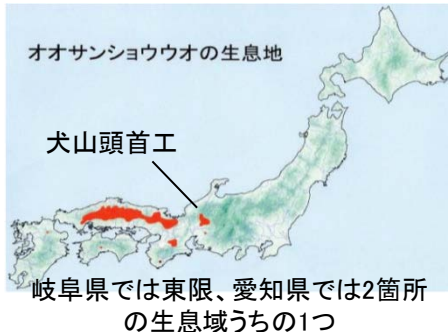 オオサンショウウオの生息地
犬山頭首工
岐阜県では東限、愛知県では2箇所
の生息域うちの1つ